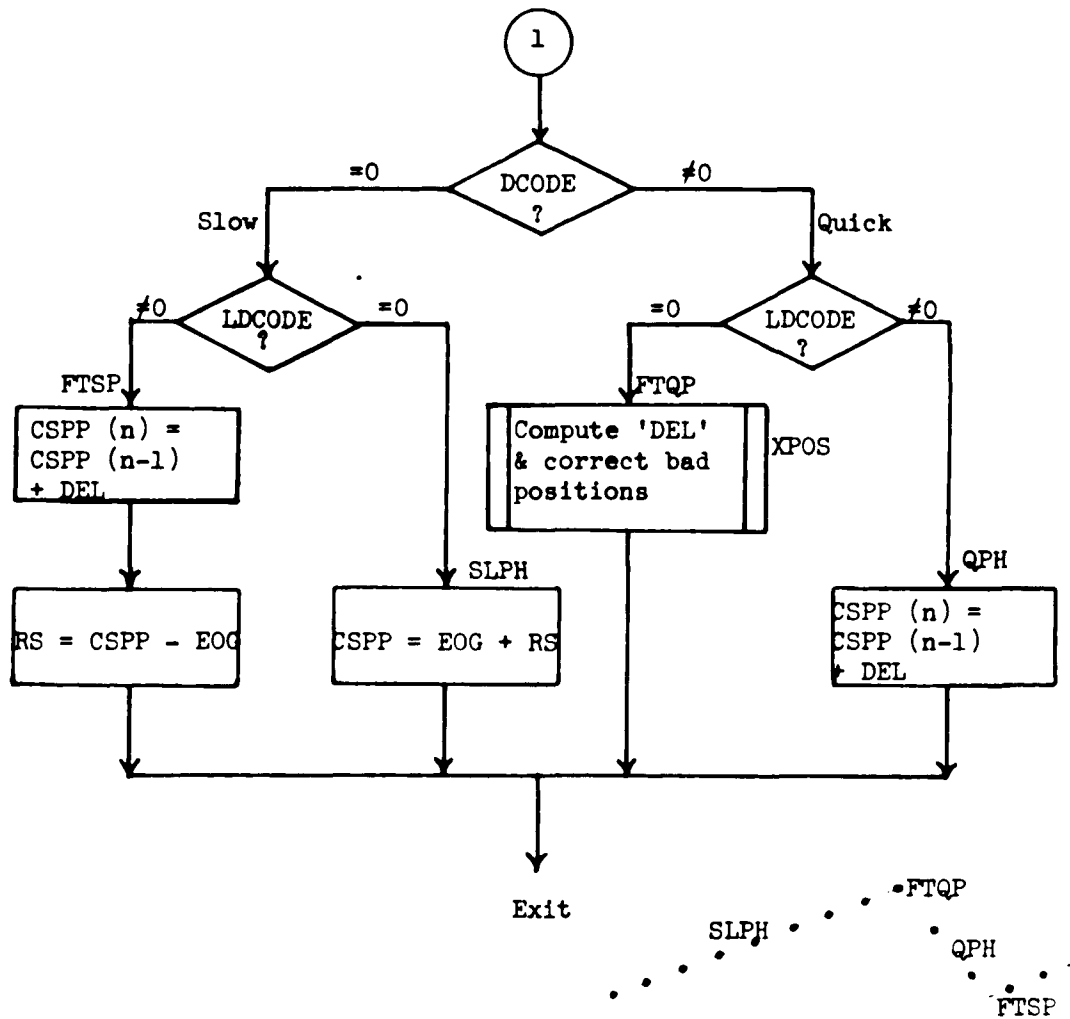 1
DCODE
?
=0
≠0
Slow
Quick
LDCODE
?
≠0
=0
LDCODE
?
=0
≠0
FTSP
CSPP (n) =
CSPP (n-1)
+ DEL
FTQP
Compute 'DEL'
& correct bad
positions
XPOS
RS = CSPP - EOG
SLPH
CSPP = EOG + RS
QPH
CSPP (n) =
CSPP (n-1)
+ DEL
Exit
FTQP
SLPH
QPH
FTSP